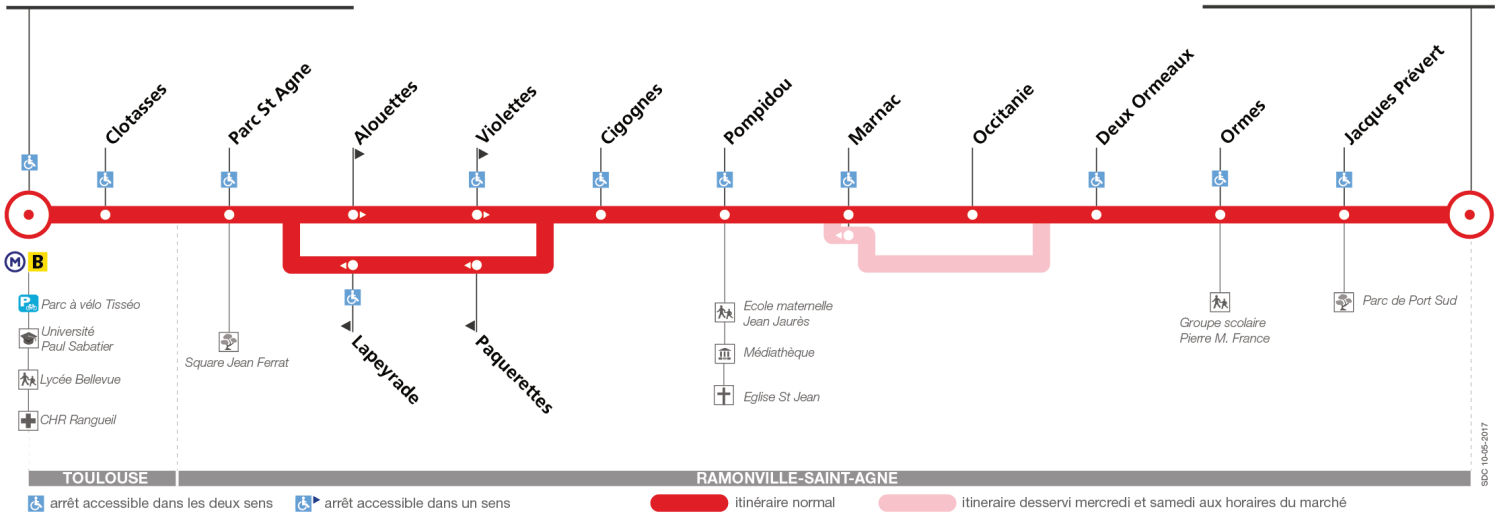 Clotasses
Parc St Agne
Alouettes
Violettes
Cigognes
Pompidou
Marnac
Occitanie
Deux Ormeaux
Ormes
Jacques Prévert
M B
P Parc à vélo Tisséo
Université
Paul Sabatier
Lycée Bellevue
CHR Rangueil
Square Jean Ferrat
Lapeyrade
Paquerettes
Ecole maternelle
Jean Jaurès
Médiathèque
Eglise St Jean
Groupe scolaire
Pierre M. France
Parc de Port Sud
SDC 10-05-2017
TOULOUSE
RAMONVILLE-SAINT-AGNE
arrêt accessible dans les deux sens
arrêt accessible dans un sens
itinéraire normal
itineraire desservi mercredi et samedi aux horaires du marché